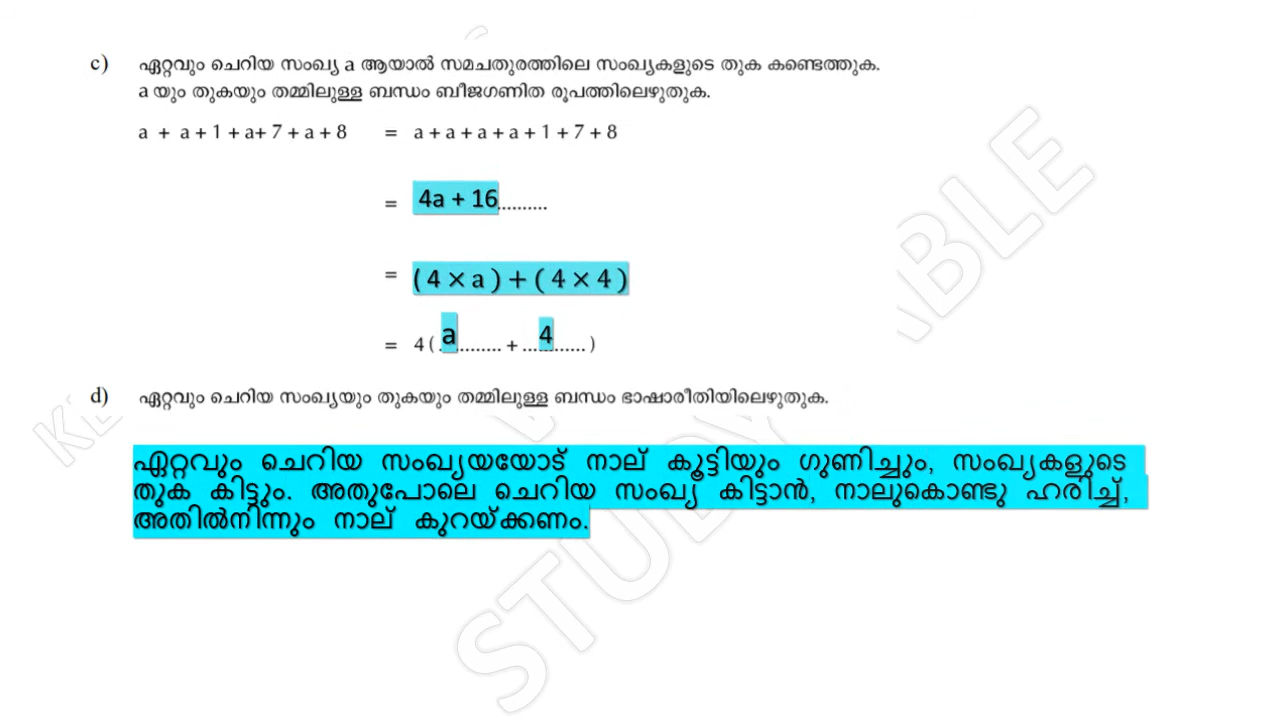 c) ഏറ്റവും ചെറിയ സംഖ്യ a ആയാൽ സമചതുരത്തിലെ സംഖ്യകളുടെ തുക കണ്ടെത്തുക.
a യും തുകയും തമ്മിലുള്ള ബന്ധം ബീജഗണിത രൂപത്തിലെഴുതുക.
a + a + 1 + a+ 7 + a + 8 = a + a + a + a + 1 + 7 + 8
= 4a + 16..........
= ( 4 × a ) + ( 4 × 4 )
= 4 ( a ........ + ... 4 ...... )
d) ഏറ്റവും ചെറിയ സംഖ്യയും തുകയും തമ്മിലുള്ള ബന്ധം ഭാഷാരീതിയിലെഴുതുക.
ഏറ്റവും ചെറിയ സംഖ്യയയോട് നാല് കൂട്ടിയും ഗുണിച്ചും, സംഖ്യകളുടെ
തുക കിട്ടും. അതുപോലെ ചെറിയ സംഖ്യ കിട്ടാൻ, നാലുകൊണ്ടു ഹരിച്ച്,
അതിൽനിന്നും നാല് കുറയ്ക്കണം.
STUDY